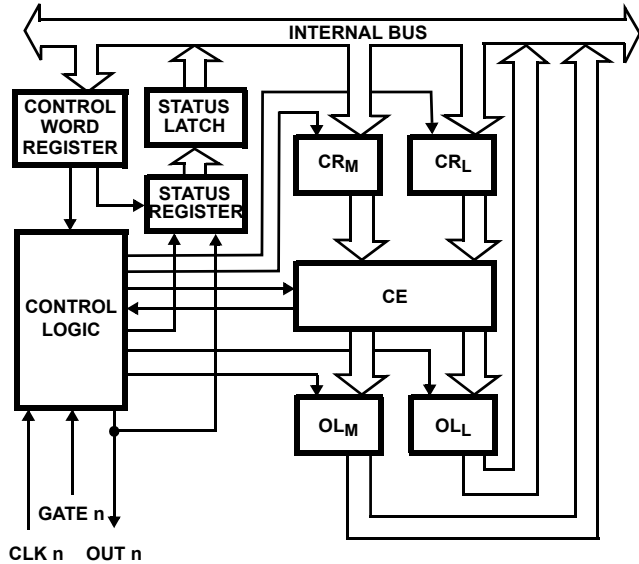 INTERNAL BUS
CONTROL
WORD
REGISTER
STATUS
LATCH
STATUS
REGISTER
CRM
CRL
CONTROL
LOGIC
CE
OLM
OLL
GATE n
CLK n
OUT n